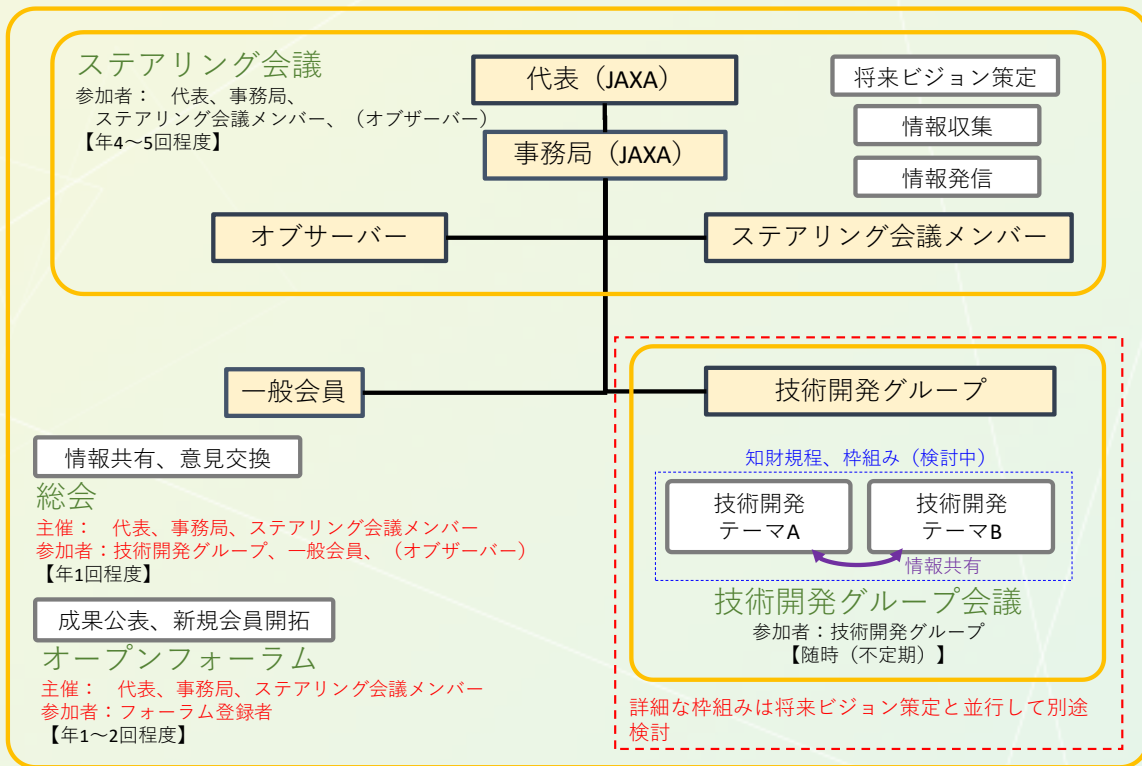 ステアリング会議
参加者：　代表、事務局、
ステアリング会議メンバー、（オブザーバー）
【年4～5回程度】
代表（JAXA）
事務局（JAXA）
将来ビジョン策定
情報収集
情報発信
オブサーバー
ステアリング会議メンバー
一般会員
技術開発グループ
情報共有、意見交換
総会
主催：　代表、事務局、ステアリング会議メンバー
参加者：技術開発グループ、一般会員、（オブザーバー）
【年1回程度】
成果公表、新規会員開拓
オープンフォーラム
主催：　代表、事務局、ステアリング会議メンバー
参加者：フォーラム登録者
【年1～2回程度】
知財規程、枠組み（検討中）
技術開発
テーマA
技術開発
テーマB
情報共有
技術開発グループ会議
参加者：技術開発グループ
【随時（不定期）】
詳細な枠組みは将来ビジョン策定と並行して別途
検討